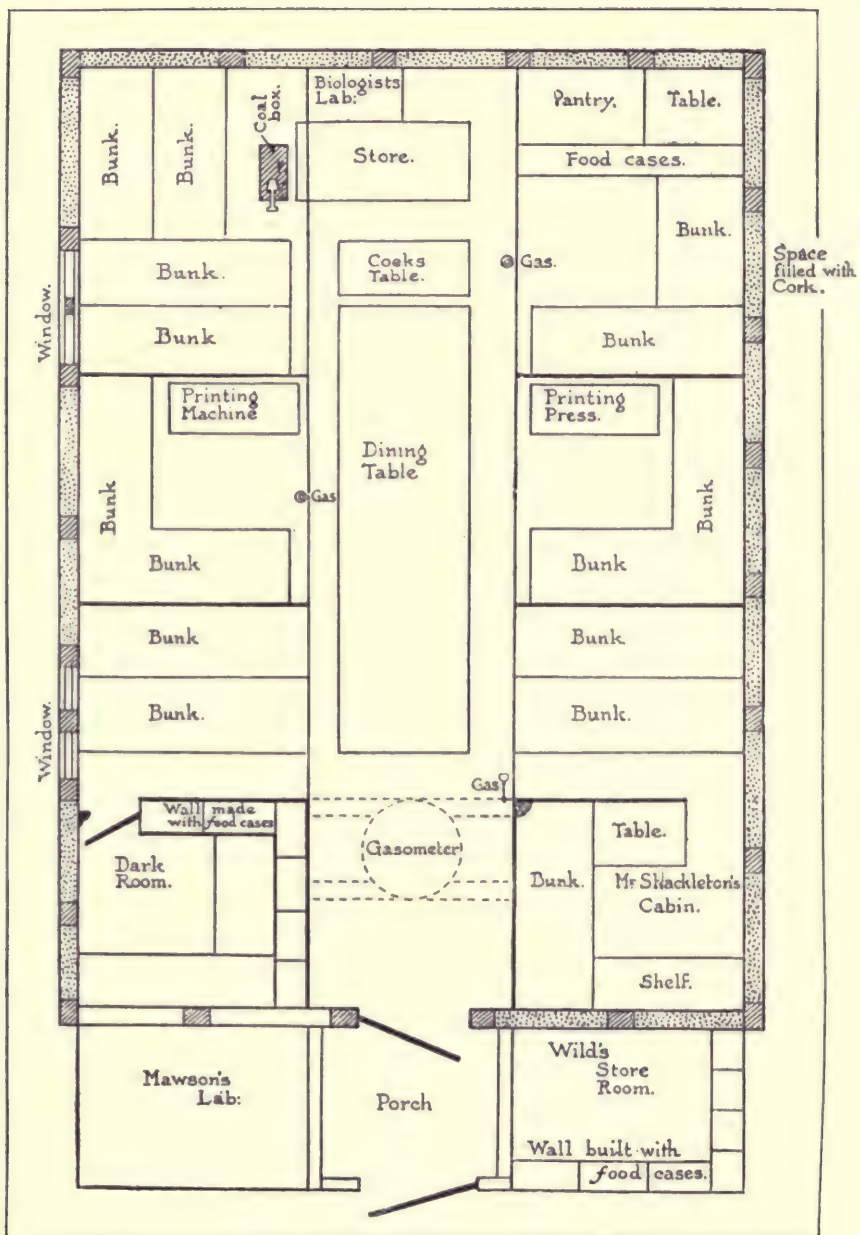 Biologists
Lab:
Coal
box.
Pantry.
Table.
Bunk.
Bunk.
Store.
Food cases.
Bunk.
Bunk.
Cooks
Table.
Gas.
Space
filled with
Cork.
Window.
Bunk
Bunk
Printing
Machine
Printing
Press.
Dining
Table
Gas
Bunk
Bunk
Bunk
Bunk
Bunk
Bunk.
Bunk.
Bunk.
Window.
Gas
Wall made
with food cases
Gasometer
Table.
Dark
Room.
Bunk.
Mr Shackleton's
Cabin.
Shelf.
Mawson's
Lab:
Porch
Wild's
Store
Room.
Wall built with
food cases.